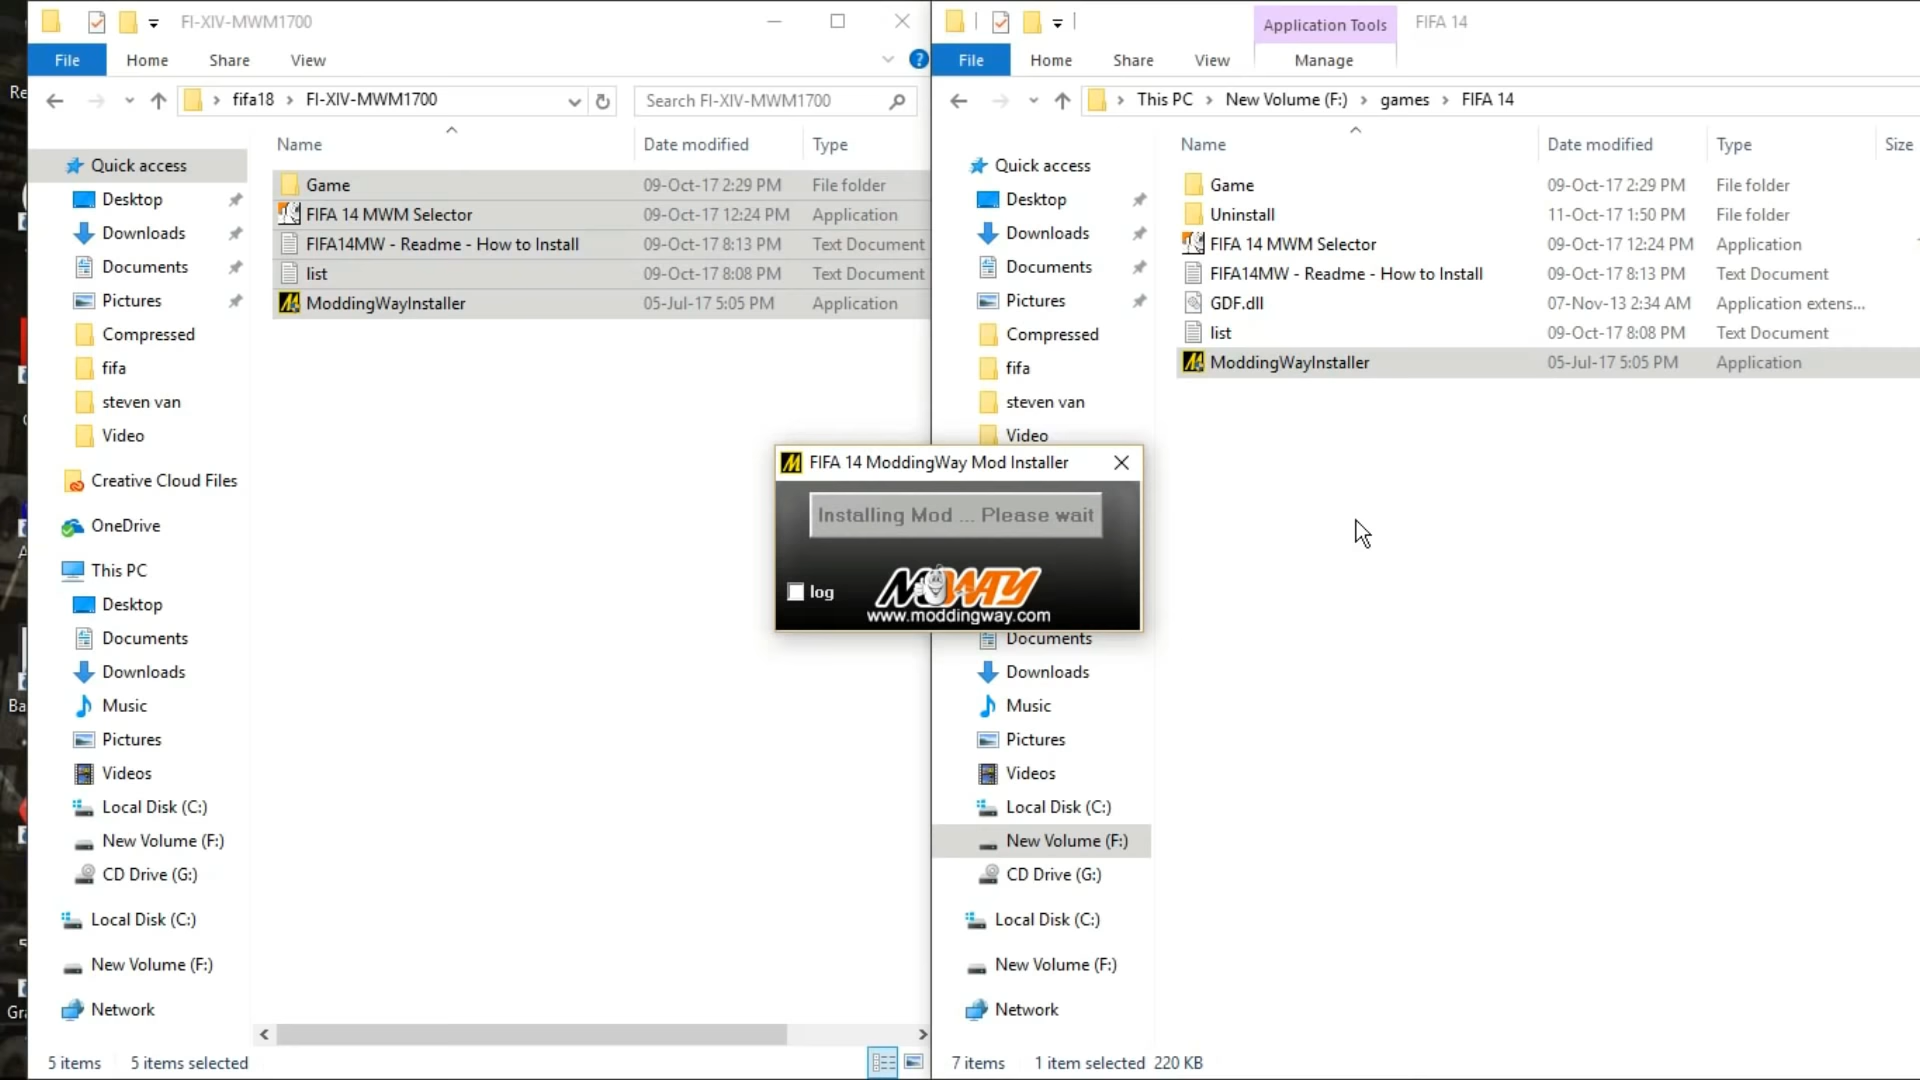 FI-XIV-MWM1700
File Home Share View
fifa18 FI-XIV-MWM1700
Search FI-XIV-MWM1700
Name Date modified Type
Quick access
Desktop
Downloads
Documents
Pictures
Compressed
fifa
steven van
Video
Creative Cloud Files
OneDrive
This PC
Desktop
Documents
Downloads
Music
Pictures
Videos
Local Disk (C:)
New Volume (F:)
CD Drive (G:)
Local Disk (C:)
New Volume (F:)
Network
Game 09-Oct-17 2:29 PM File folder
FIFA 14 MWM Selector 09-Oct-17 12:24 PM Application
FIFA14MW - Readme - How to Install 09-Oct-17 8:13 PM Text Document
list 09-Oct-17 8:08 PM Text Document
ModdingWayInstaller 05-Jul-17 5:05 PM Application
5 items 5 items selected
Application Tools FIFA 14
File Home Share View Manage
This PC New Volume (F:) games FIFA 14
Name Date modified Type Size
Quick access
Desktop
Downloads
Documents
Pictures
Compressed
fifa
steven van
Video
Documents
Downloads
Music
Pictures
Videos
Local Disk (C:)
New Volume (F:)
CD Drive (G:)
Local Disk (C:)
New Volume (F:)
Network
Game 09-Oct-17 2:29 PM File folder
Uninstall 11-Oct-17 1:50 PM File folder
FIFA 14 MWM Selector 09-Oct-17 12:24 PM Application
FIFA14MW - Readme - How to Install 09-Oct-17 8:13 PM Text Document
GDF.dll 07-Nov-13 2:34 AM Application extens...
list 09-Oct-17 8:08 PM Text Document
ModdingWayInstaller 05-Jul-17 5:05 PM Application
7 items 1 item selected 220 KB
FIFA 14 ModdingWay Mod Installer
Installing Mod ... Please wait
log
www.moddingway.com
Re
Ba
Gr